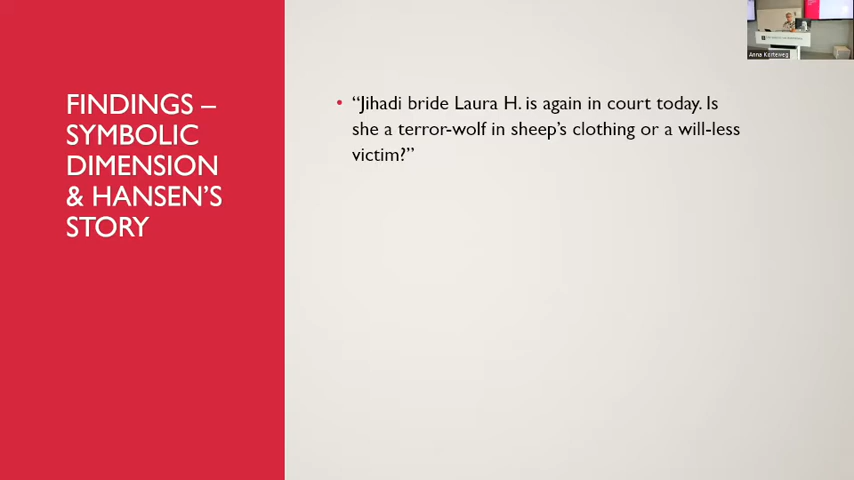 FINDINGS –
SYMBOLIC
DIMENSION
& HANSEN'S
STORY
• “Jihadi bride Laura H. is again in court today. Is
she a terror-wolf in sheep’s clothing or a will-less
victim?”
Anna Korteweg